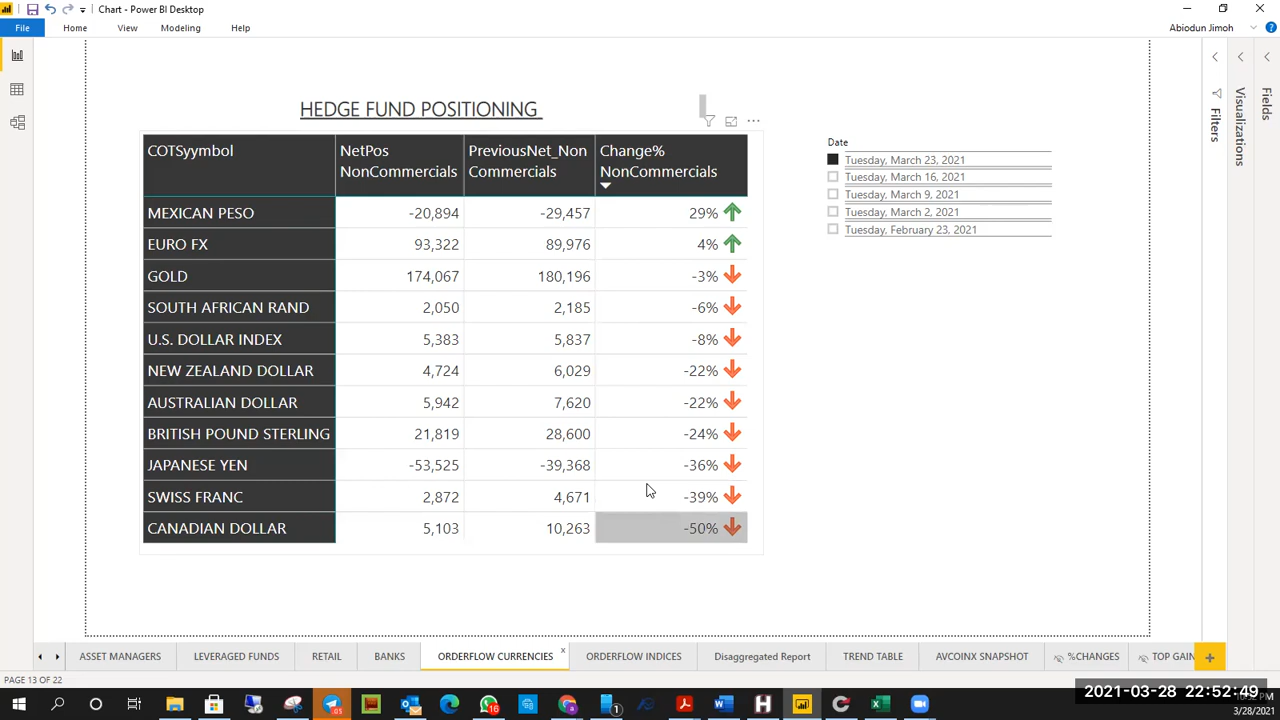 Chart - Power BI Desktop
File Home View Modeling Help
Abiodun Jimoh
HEDGE FUND POSITIONING
COTSyymbol NetPos NonCommercials PreviousNet_Non Commercials Change% NonCommercials
MEXICAN PESO -20,894 -29,457 29%
EURO FX 93,322 89,976 4%
GOLD 174,067 180,196 -3%
SOUTH AFRICAN RAND 2,050 2,185 -6%
U.S. DOLLAR INDEX 5,383 5,837 -8%
NEW ZEALAND DOLLAR 4,724 6,029 -22%
AUSTRALIAN DOLLAR 5,942 7,620 -22%
BRITISH POUND STERLING 21,819 28,600 -24%
JAPANESE YEN -53,525 -39,368 -36%
SWISS FRANC 2,872 4,671 -39%
CANADIAN DOLLAR 5,103 10,263 -50%
Date
Tuesday, March 23, 2021
Tuesday, March 16, 2021
Tuesday, March 9, 2021
Tuesday, March 2, 2021
Tuesday, February 23, 2021
Filters
Visualizations
Fields
ASSET MANAGERS LEVERAGED FUNDS RETAIL BANKS ORDERFLOW CURRENCIES x ORDERFLOW INDICES Disaggregated Report TREND TABLE AVCOINX SNAPSHOT %CHANGES TOP GAIN
PAGE 13 OF 22
2021-03-28 22:52:49
16
1
3/28/2021